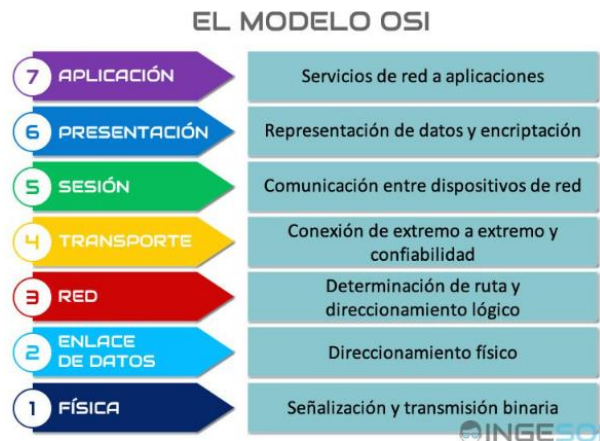 EL MODELO OSI
7 APLICACIÓN
Servicios de red a aplicaciones
6 PRESENTACIÓN
Representación de datos y encriptación
5 SESIÓN
Comunicación entre dispositivos de red
4 TRANSPORTE
Conexión de extremo a extremo y
confiabilidad
3 RED
Determinación de ruta y
direccionamiento lógico
2 ENLACE
DE DATOS
Direccionamiento físico
1 FÍSICA
Señalización y transmisión binaria
INGESO